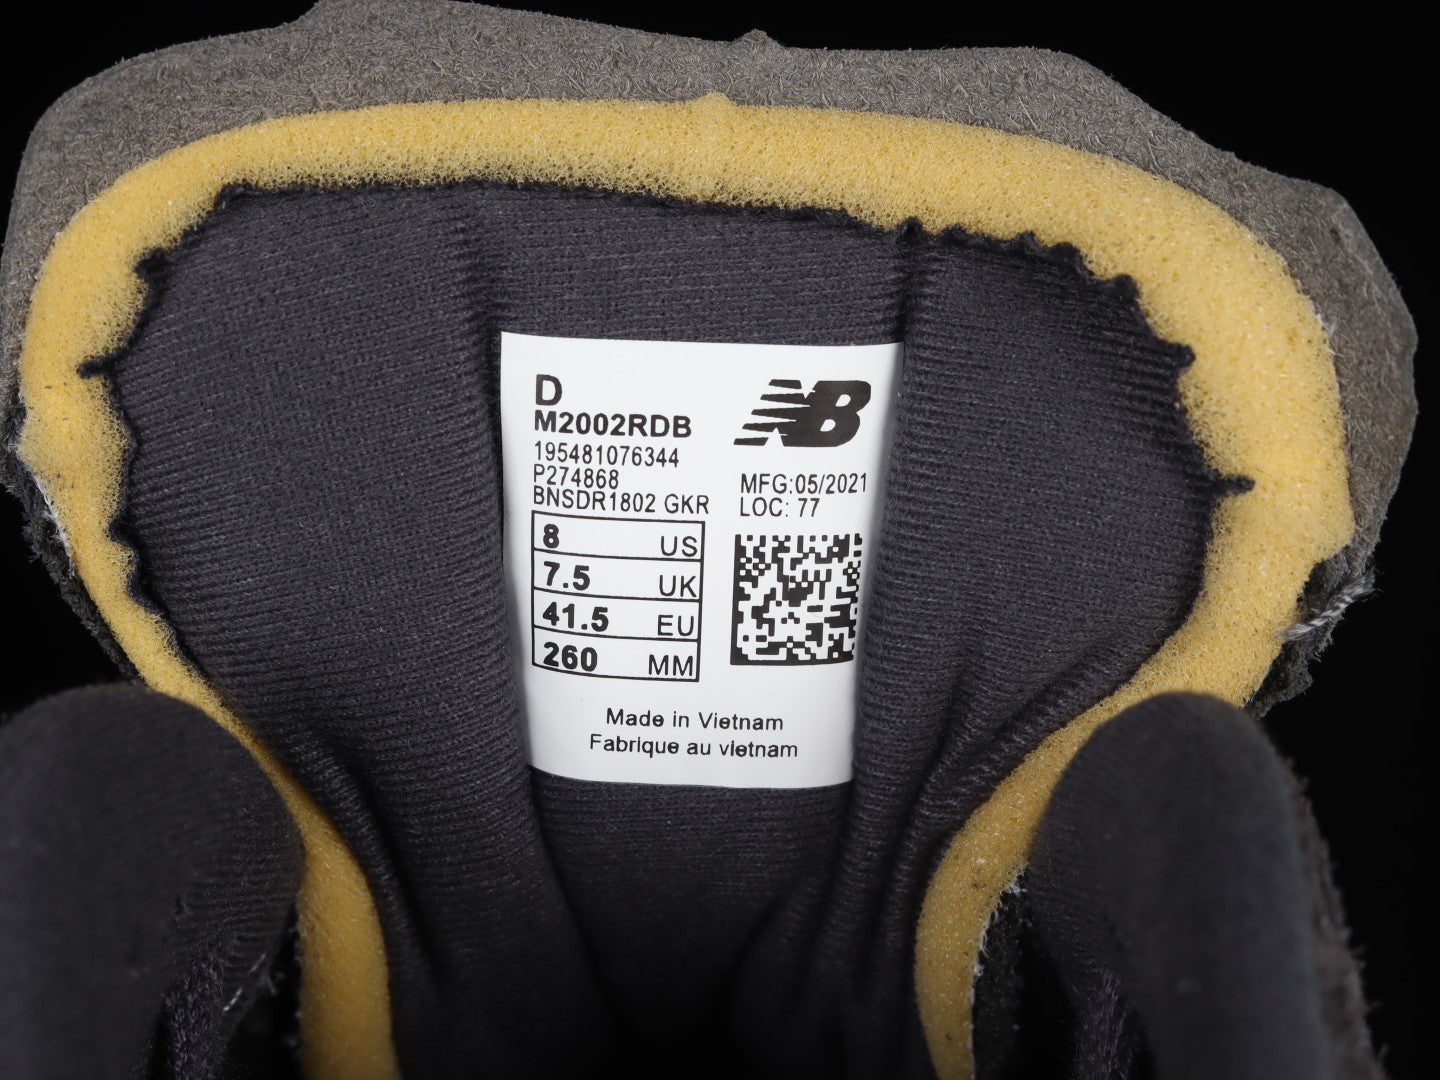 D
M2002RDB
195481076344
P274868
BNSDR1802 GKR
NB
MFG:05/2021
LOC: 77
8 US
7.5 UK
41.5 EU
260 MM
Made in Vietnam
Fabrique au vietnam